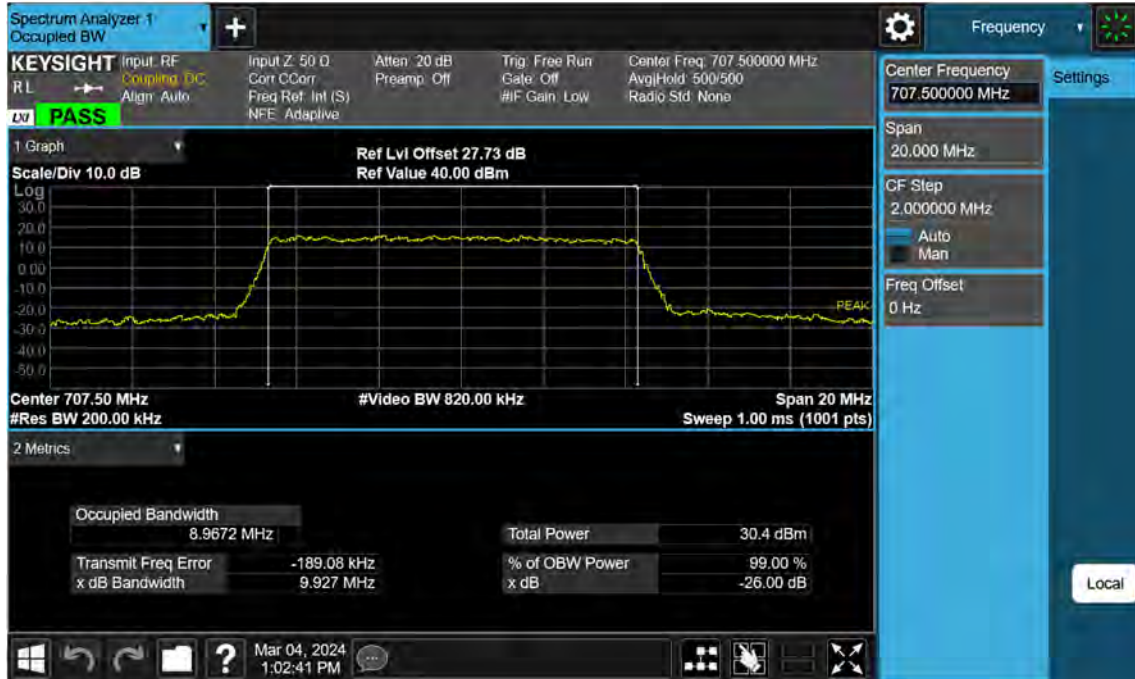 Spectrum Analyzer 1
Occupied BW
+
Frequency
KEYSIGHT
RL
LXI PASS
Input: RF
Coupling: DC
Align: Auto
Input Z: 50 Ω
Corr CCorr
Freq Ref: Int (S)
NFE: Adaptive
Atten: 20 dB
Preamp: Off
Trig: Free Run
Gate: Off
#IF Gain: Low
Center Freq: 707.500000 MHz
Avg|Hold: 500/500
Radio Std: None
Center Frequency
707.500000 MHz
Settings
Span
20.000 MHz
CF Step
2.000000 MHz
Auto
Man
Freq Offset
0 Hz
Local
1 Graph
Scale/Div 10.0 dB
Ref Lvl Offset 27.73 dB
Ref Value 40.00 dBm
Log
30.0
20.0
10.0
0.00
-10.0
-20.0
-30.0
-40.0
-50.0
PEAK
Center 707.50 MHz
#Video BW 820.00 kHz
Span 20 MHz
#Res BW 200.00 kHz
Sweep 1.00 ms (1001 pts)
2 Metrics
Occupied Bandwidth
8.9672 MHz
Total Power 30.4 dBm
Transmit Freq Error -189.08 kHz
% of OBW Power 99.00 %
x dB Bandwidth 9.927 MHz
x dB -26.00 dB
?
Mar 04, 2024
1:02:41 PM